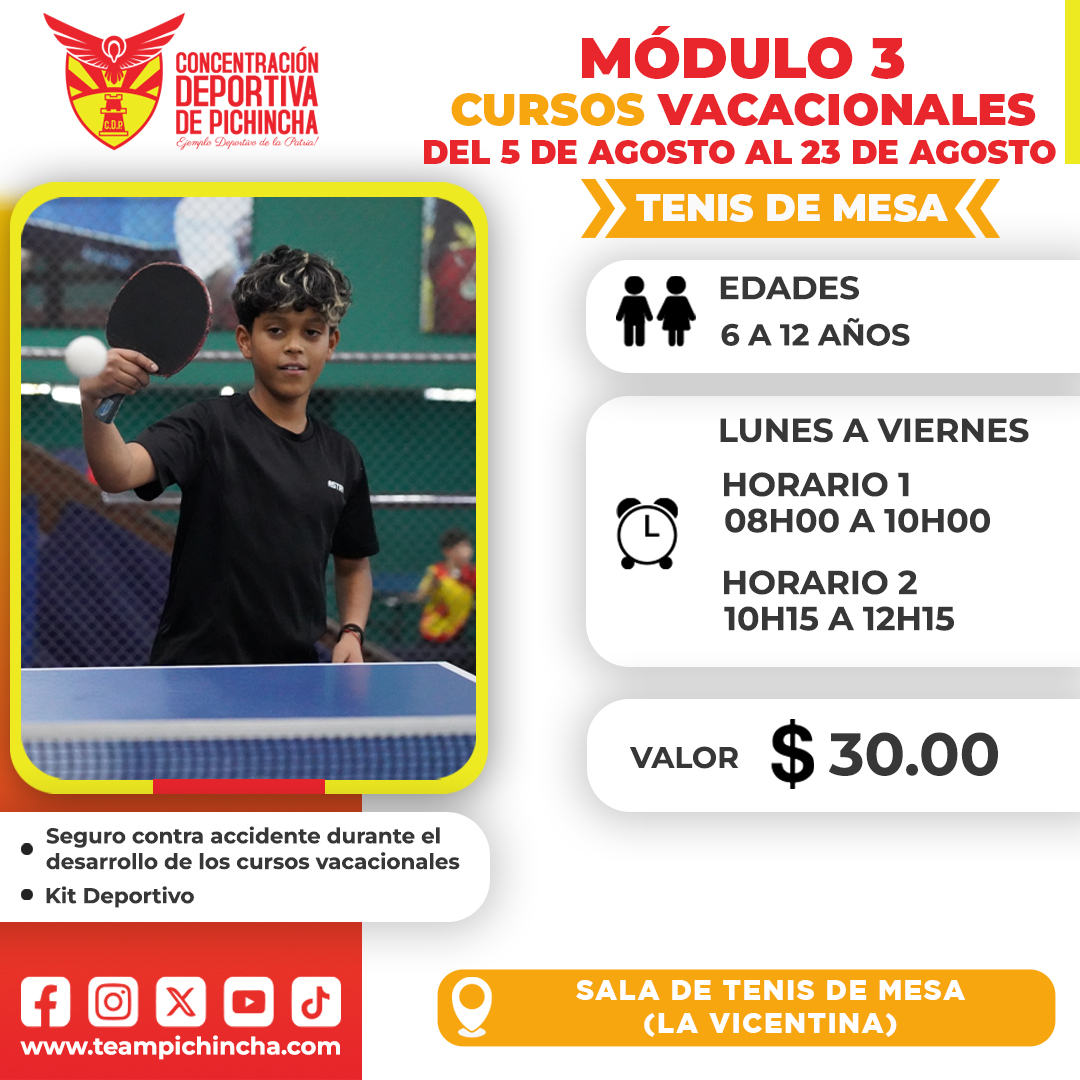 CONCENTRACIÓN
DEPORTIVA
DE PICHINCHA
Ejemplo Deportivo de la Patria!
C.D.P.
MÓDULO 3
CURSOS VACACIONALES
DEL 5 DE AGOSTO AL 23 DE AGOSTO
TENIS DE MESA
EDADES
6 A 12 AÑOS
LUNES A VIERNES
HORARIO 1
08H00 A 10H00
HORARIO 2
10H15 A 12H15
VALOR $ 30.00
Seguro contra accidente durante el
desarrollo de los cursos vacacionales
Kit Deportivo
www.teampichincha.com
SALA DE TENIS DE MESA
(LA VICENTINA)